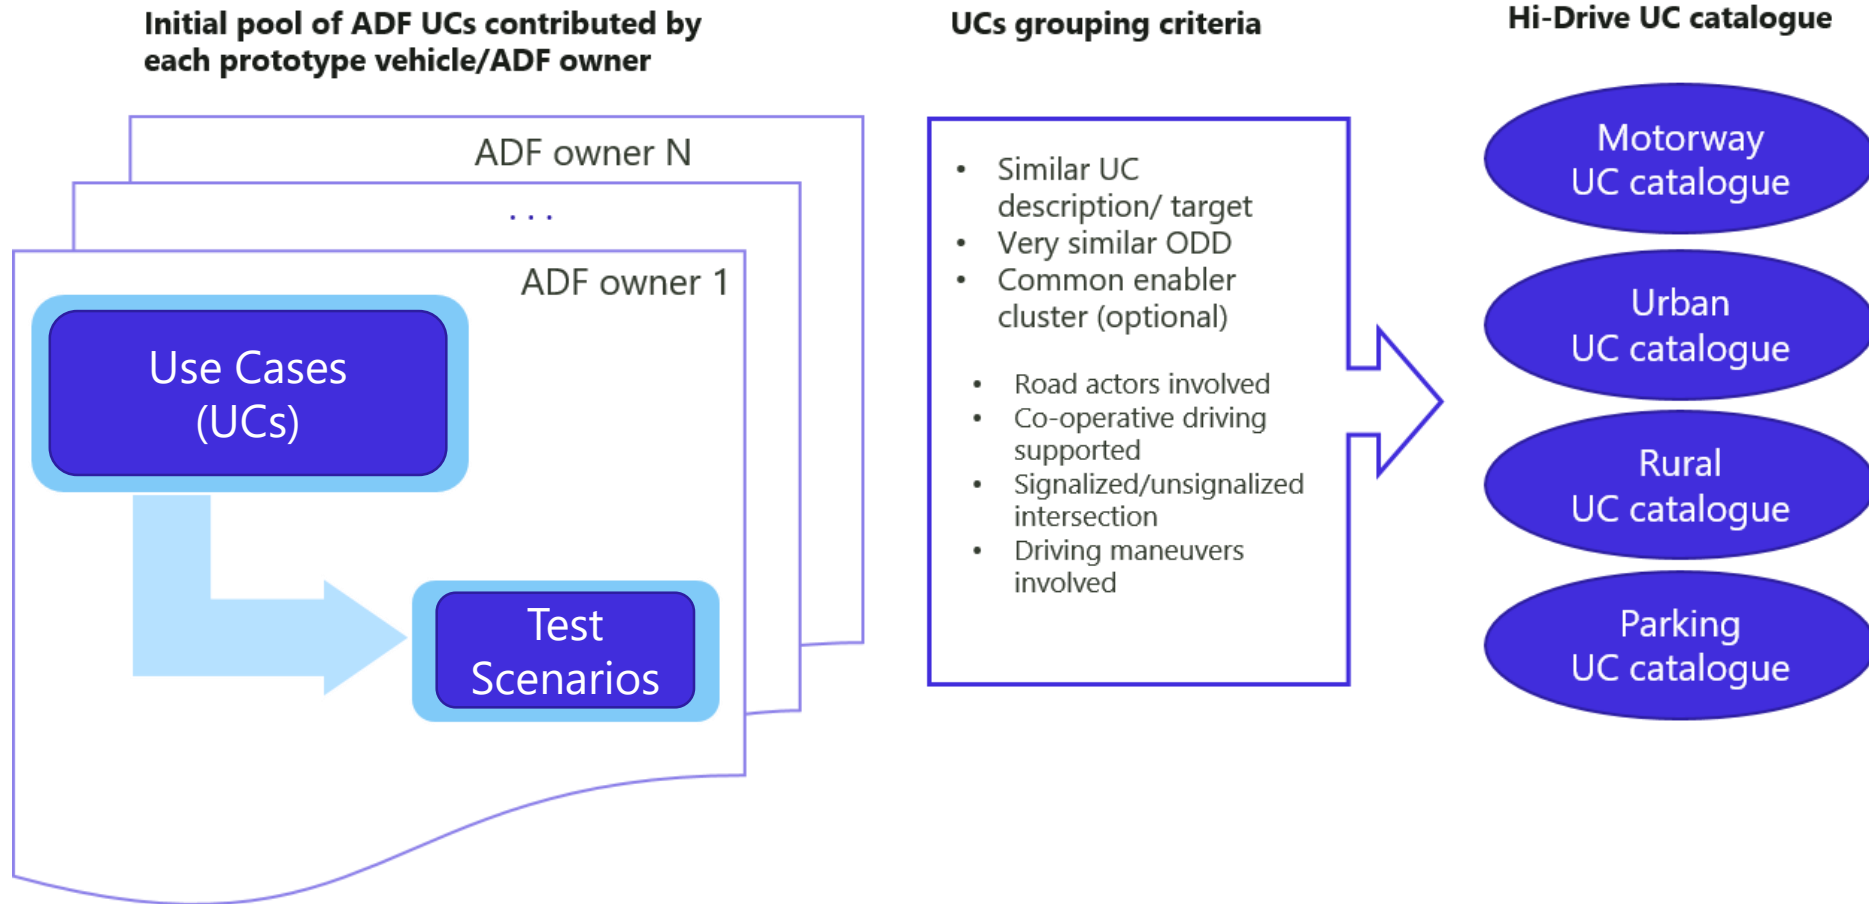 Initial pool of ADF UCs contributed by
each prototype vehicle/ADF owner
ADF owner N
. . .
ADF owner 1
Use Cases
(UCs)
Test
Scenarios
UCs grouping criteria
• Similar UC
description/ target
• Very similar ODD
• Common enabler
cluster (optional)
• Road actors involved
• Co-operative driving
supported
• Signalized/unsignalized
intersection
• Driving maneuvers
involved
Hi-Drive UC catalogue
Motorway
UC catalogue
Urban
UC catalogue
Rural
UC catalogue
Parking
UC catalogue